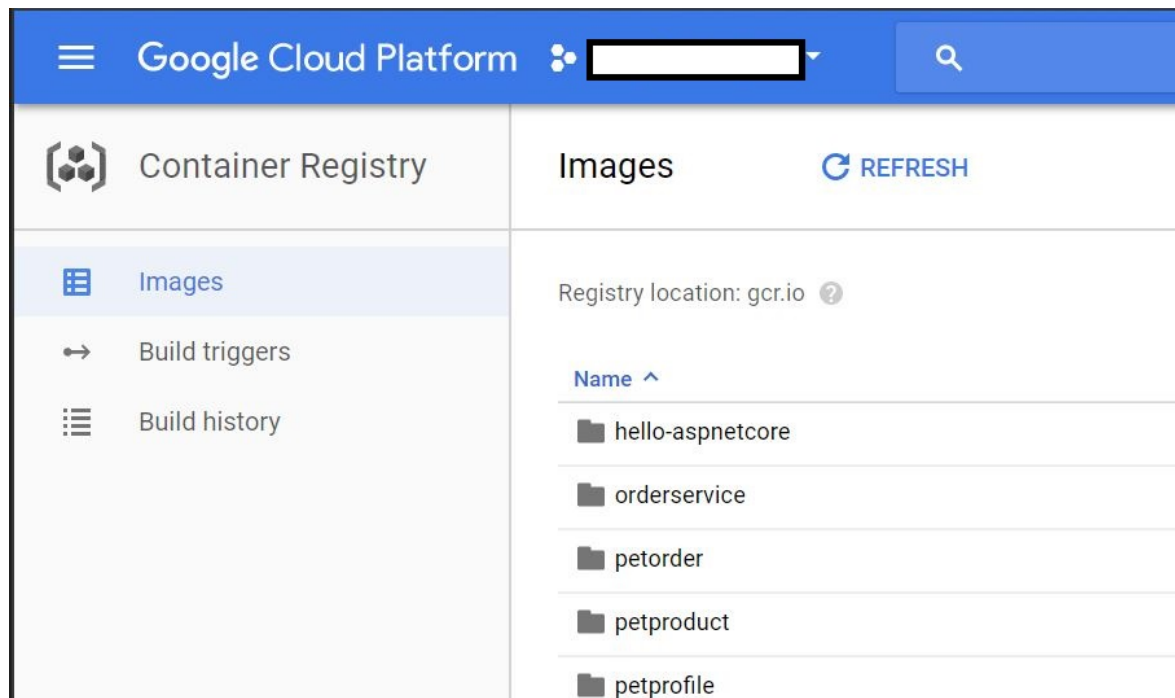 Google Cloud Platform
Container Registry
Images
REFRESH
Images
Build triggers
Build history
Registry location: gcr.io
Name
hello-aspnetcore
orderservice
petorder
petproduct
petprofile